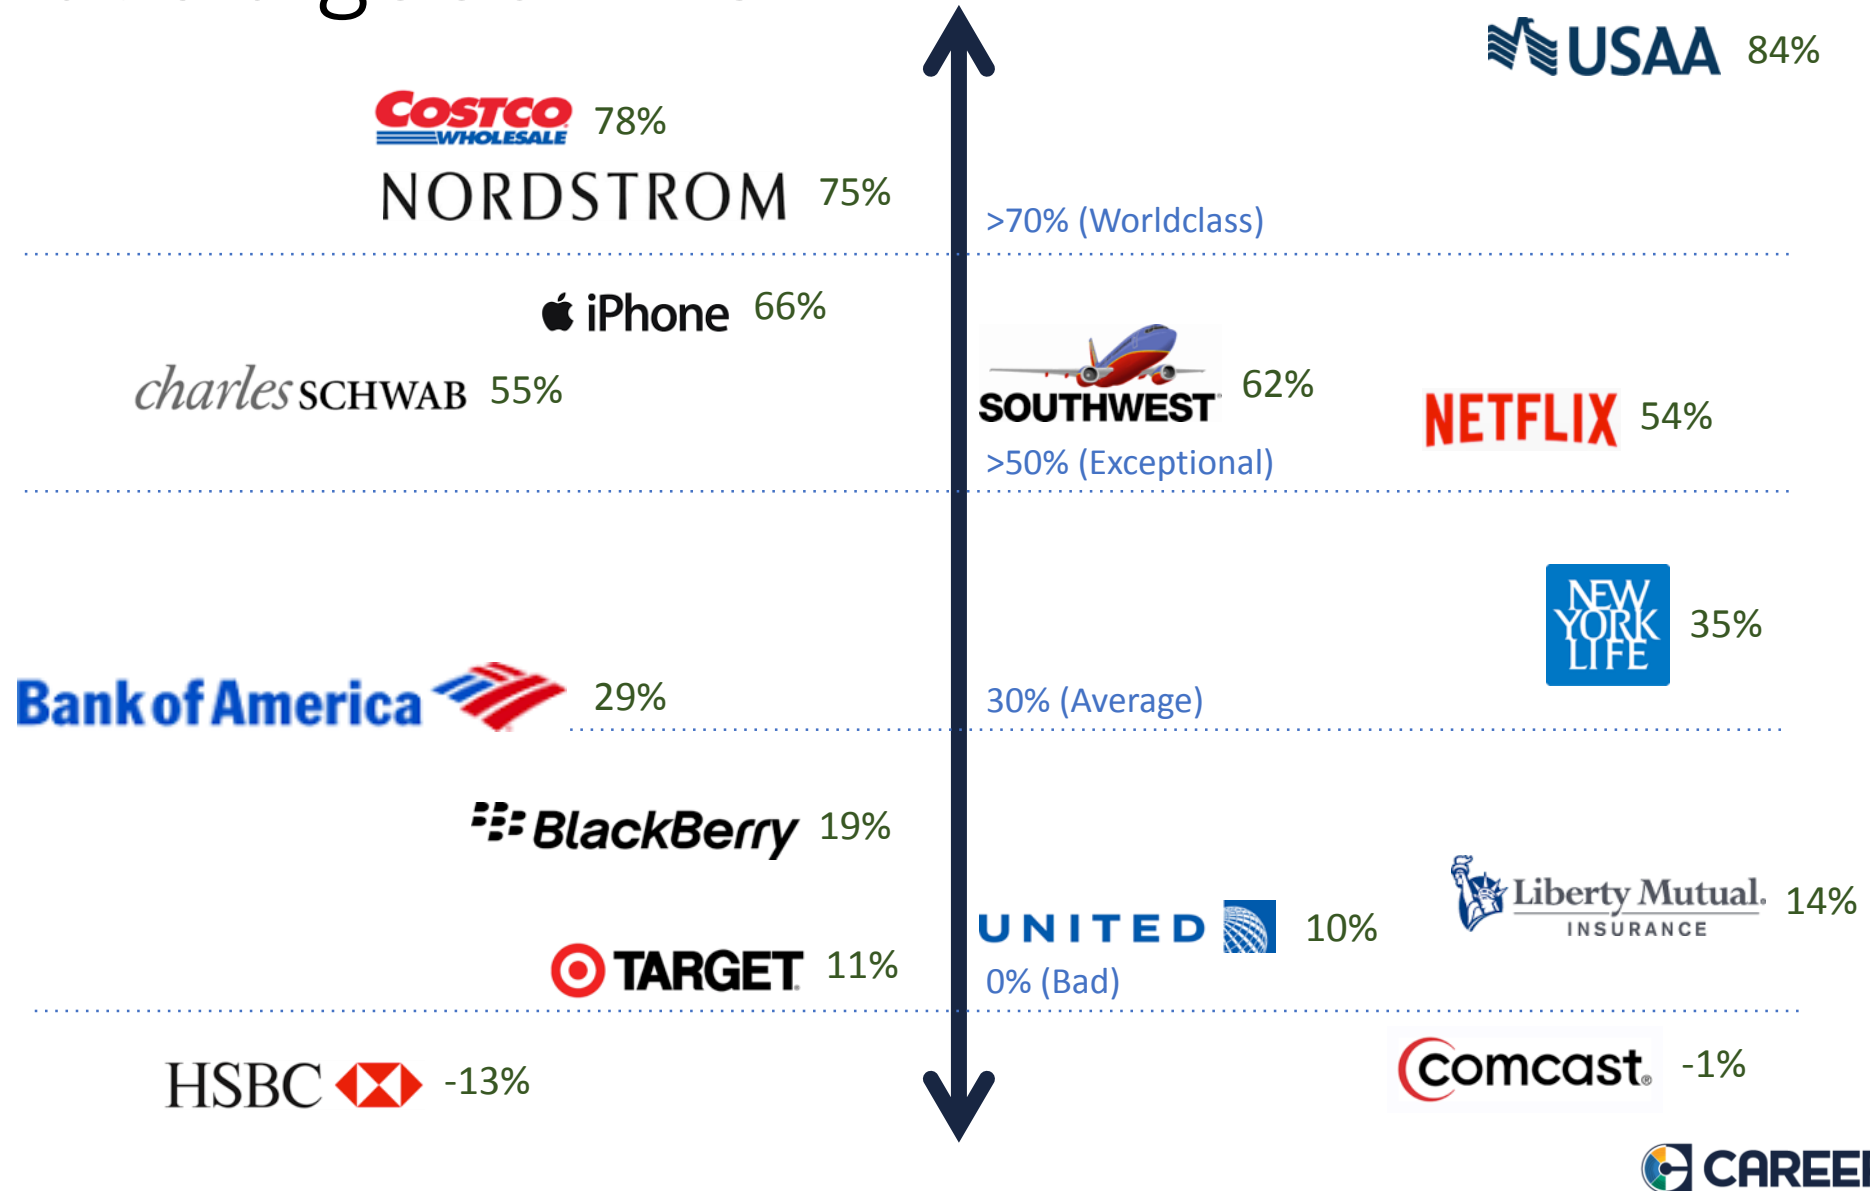 USAA 84%
COSTCO WHOLESALE 78%
NORDSTROM 75%
>70% (Worldclass)
iPhone 66%
charles SCHWAB 55%
SOUTHWEST 62%
NETFLIX 54%
>50% (Exceptional)
NEW YORK LIFE 35%
Bank of America 29%
30% (Average)
BlackBerry 19%
Liberty Mutual. INSURANCE 14%
UNITED 10%
TARGET 11%
0% (Bad)
HSBC -13%
Comcast® -1%